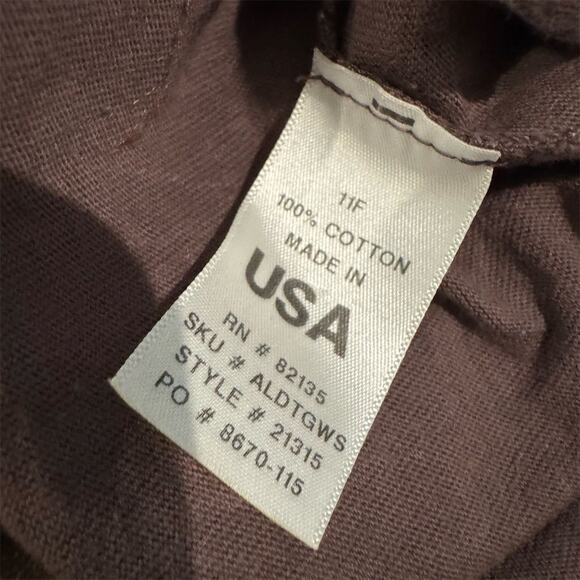 11F
100% COTTON
MADE IN
USA
RN # 82135
SKU # ALDTGWS
STYLE # 21315
PO # 8670-115